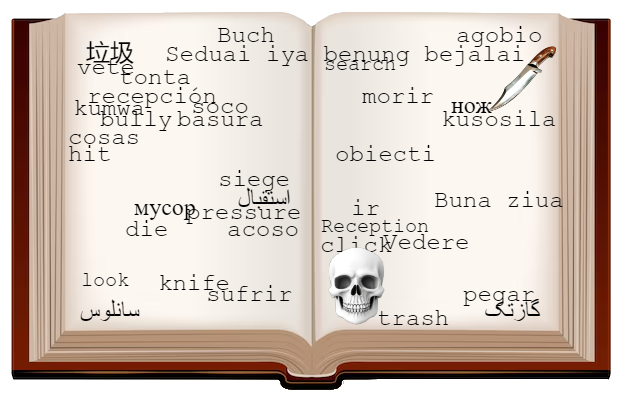 Buch
agobio
垃圾
Seduai iya benung bejalai
vete
search
tonta
recepción
morir
kumwa
soco
нож
bully
basura
kusosila
cosas
hit
obiecti
siege
استقبال
мусор
pressure
ir
Buna ziua
die
acoso
Reception
click
Vedere
look
knife
sufrir
pegar
سانلوس
گازتک
trash